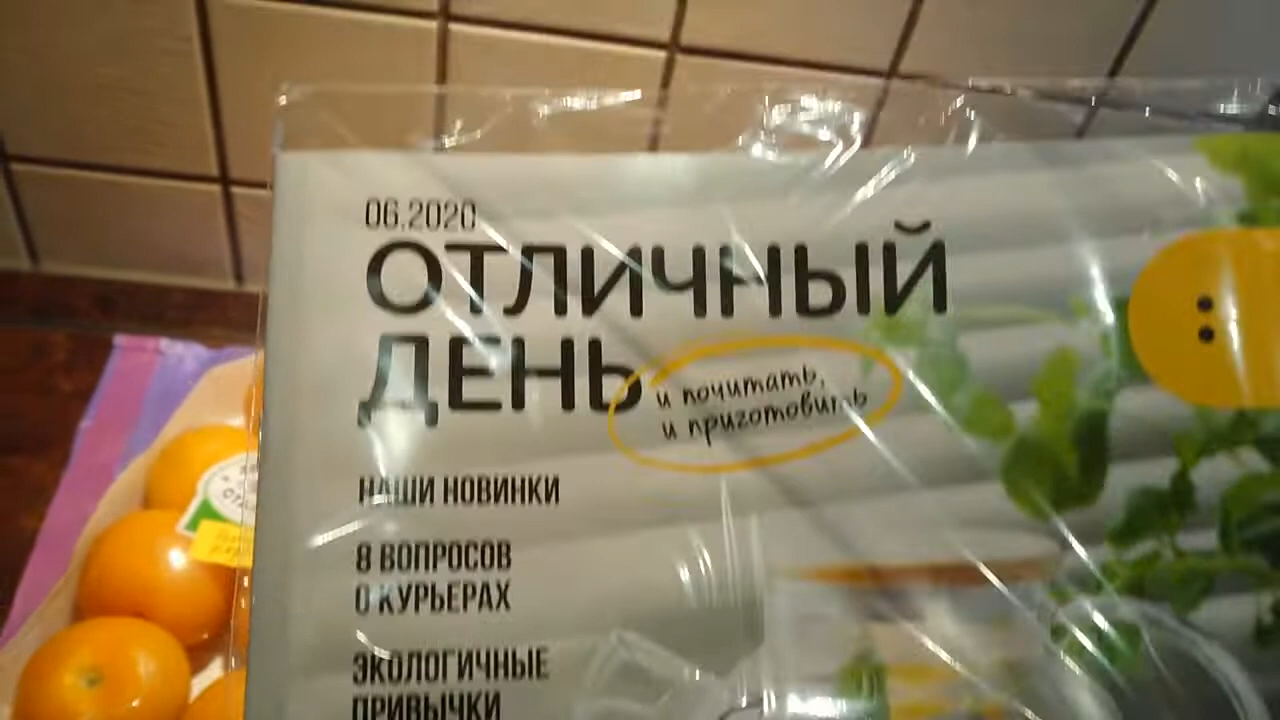 06.2020
ОТЛИЧНЫЙ
ДЕНЬ
и почитать,
и приготовить
НАШИ НОВИНКИ
8 ВОПРОСОВ
О КУРЬЕРАХ
ЭКОЛОГИЧНЫЕ
ПРИВЫЧКИ